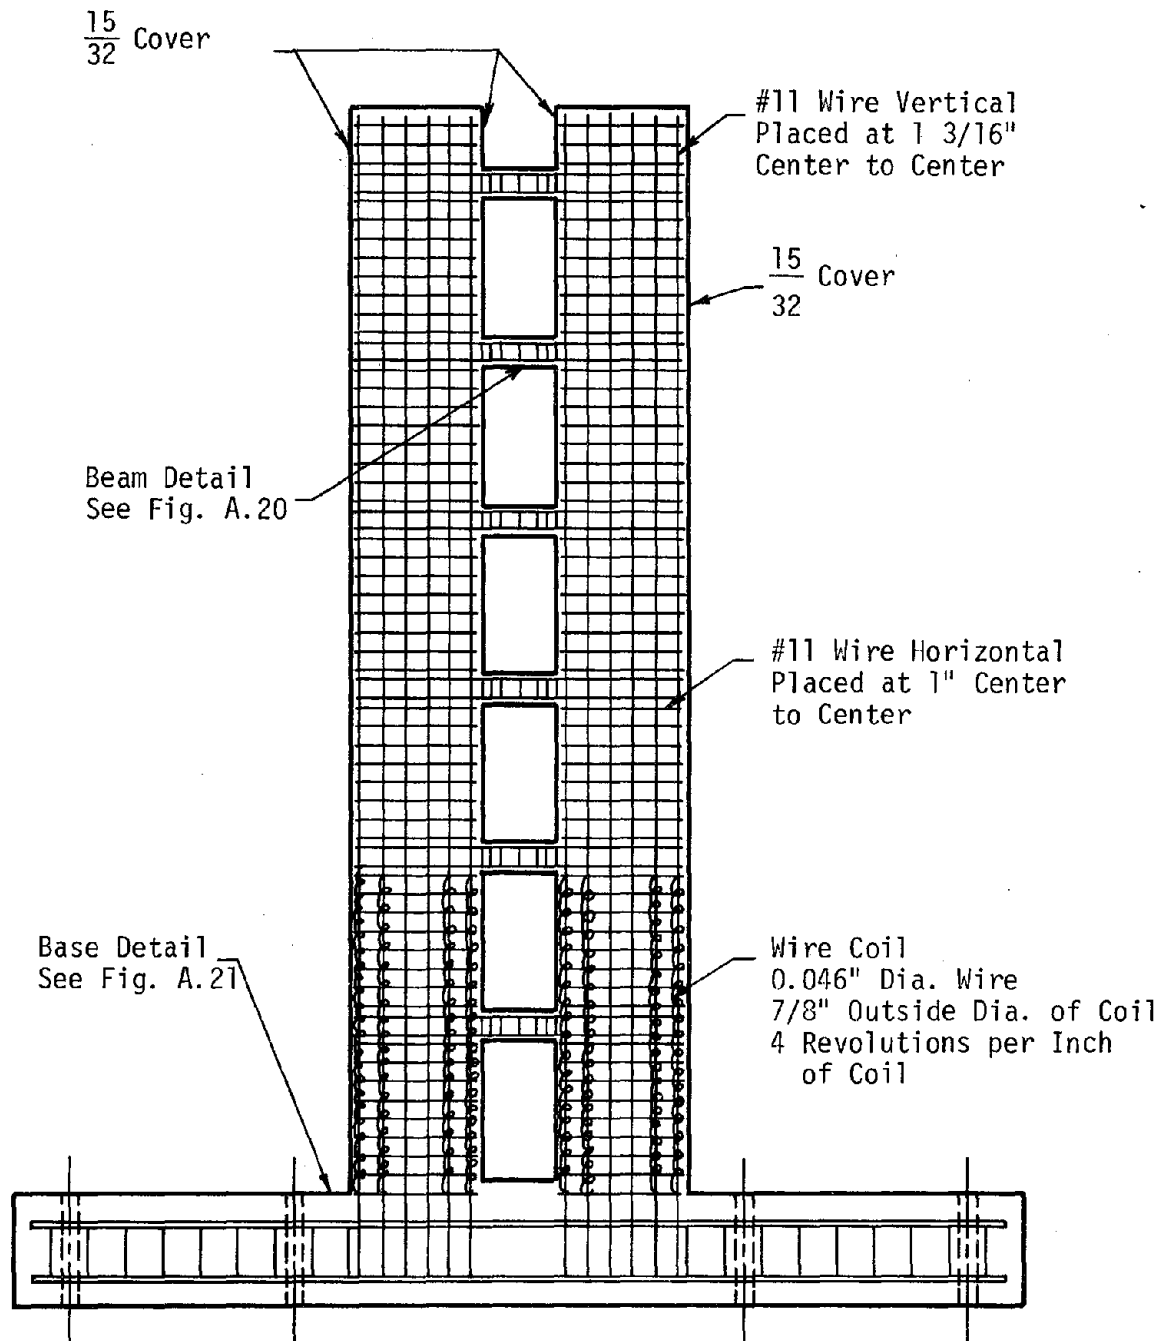 15
32 Cover
#11 Wire Vertical
Placed at 1 3/16"
Center to Center
15
32 Cover
Beam Detail
See Fig. A.20
#11 Wire Horizontal
Placed at 1" Center
to Center
Base Detail
See Fig. A.21
Wire Coil
0.046" Dia. Wire
7/8" Outside Dia. of Coil
4 Revolutions per Inch
of Coil